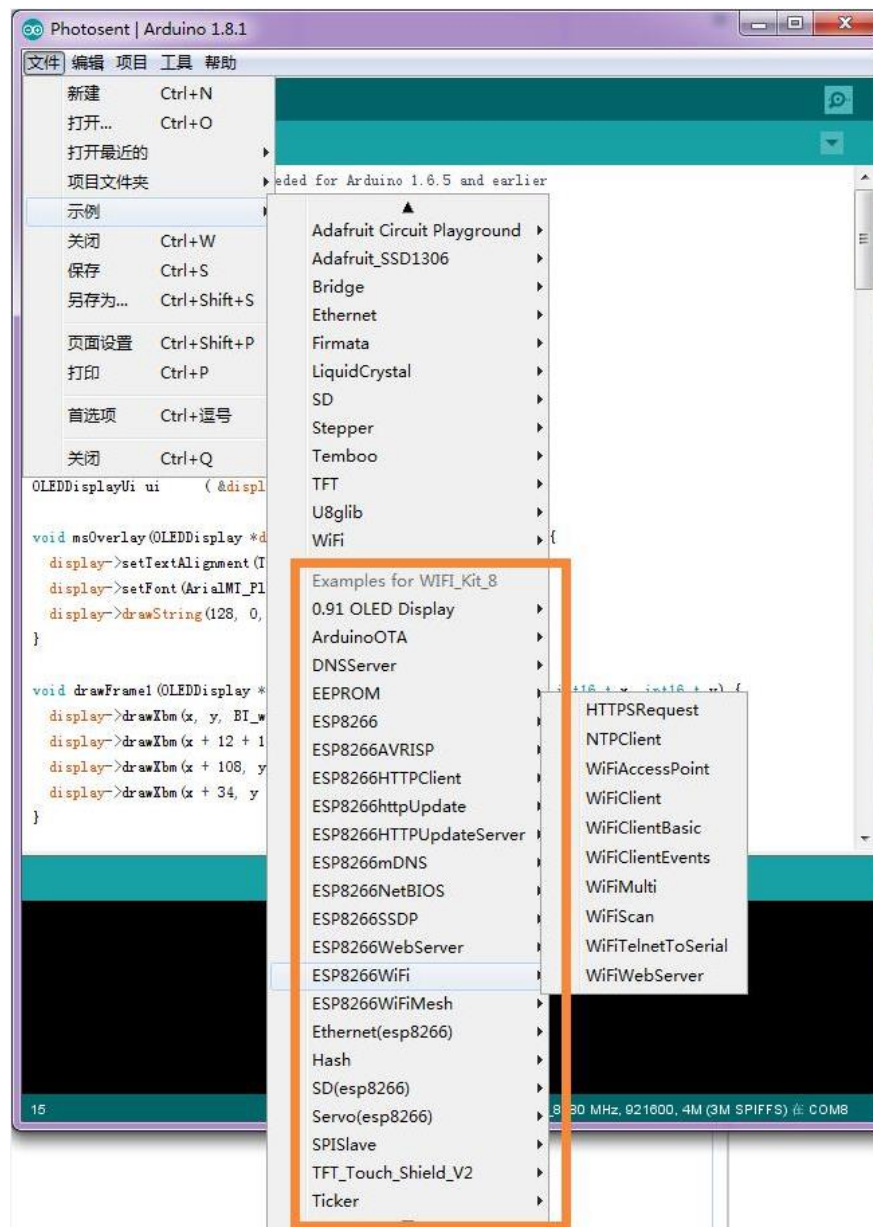 Photosent | Arduino 1.8.1
文件 编辑 项目 工具 帮助
新建 Ctrl+N
打开... Ctrl+O
打开最近的
项目文件夹
示例
关闭 Ctrl+W
保存 Ctrl+S
另存为... Ctrl+Shift+S
页面设置 Ctrl+Shift+P
打印 Ctrl+P
首选项 Ctrl+逗号
关闭 Ctrl+Q
eded for Arduino 1.6.5 and earlier
OLEDDisplayUi ui ( &displ
void msOverlay(OLEDDisplay *d
{
display->setTextAlignment(T
display->setFont(ArialMT_Pl
display->drawString(128, 0,
}
void drawFrame1(OLEDDisplay *
int16_t x, int16_t y) {
display->drawXbm(x, y, BI_w
display->drawXbm(x + 12 + 1
display->drawXbm(x + 108, y
display->drawXbm(x + 34, y
}
Adafruit Circuit Playground
Adafruit_SSD1306
Bridge
Ethernet
Firmata
LiquidCrystal
SD
Stepper
Temboo
TFT
U8glib
WiFi
Examples for WIFI_Kit_8
0.91 OLED Display
ArduinoOTA
DNSServer
EEPROM
ESP8266
ESP8266AVRISP
ESP8266HTTPClient
ESP8266httpUpdate
ESP8266HTTPUpdateServer
ESP8266mDNS
ESP8266NetBIOS
ESP8266SSDP
ESP8266WebServer
ESP8266WiFi
ESP8266WiFiMesh
Ethernet(esp8266)
Hash
SD(esp8266)
Servo(esp8266)
SPISlave
TFT_Touch_Shield_V2
Ticker
HTTPSRequest
NTPClient
WiFiAccessPoint
WiFiClient
WiFiClientBasic
WiFiClientEvents
WiFiMulti
WiFiScan
WiFiTelnetToSerial
WiFiWebServer
15
MHz, 921600, 4M (3M SPIFFS) 在 COM8